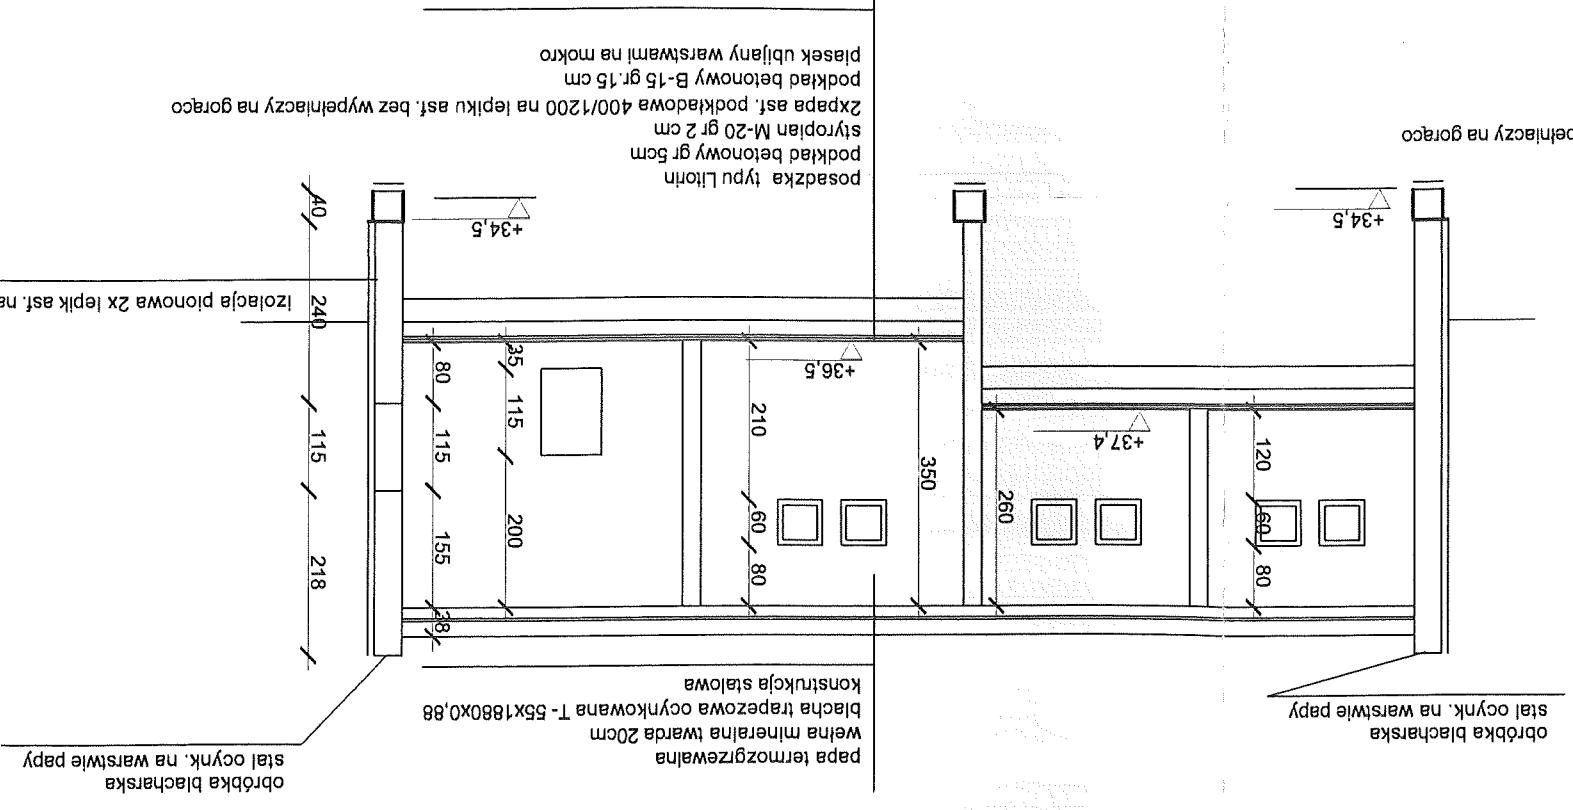 obróbka blacharska
stal ocynk. na warstwie papy
papa termozgrzewalna
wełna mineralna twarda 20cm
blacha trapezowa ocynkowana T- 55x1880x0,88
konstrukcja stalowa
obróbka blacharska
stal ocynk. na warstwie papy
80
60
120
260
+37,4
350
80
60
210
+36,5
200
115
35
38
155
115
80
218
115
240
40
izolacja pionowa 2x lepik asf. na
+34,5
+34,5
+34,5
posadzka typu Litorin
podkład betonowy gr 5cm
styropian M-20 gr 2 cm
2xpapa asf. podkładowa 400/1200 na lepiku asf. bez wypełniaczy na gorąco
podkład betonowy B-15 gr.15 cm
piasek ubijany warstwami na mokro
pełniaczy na gorąco